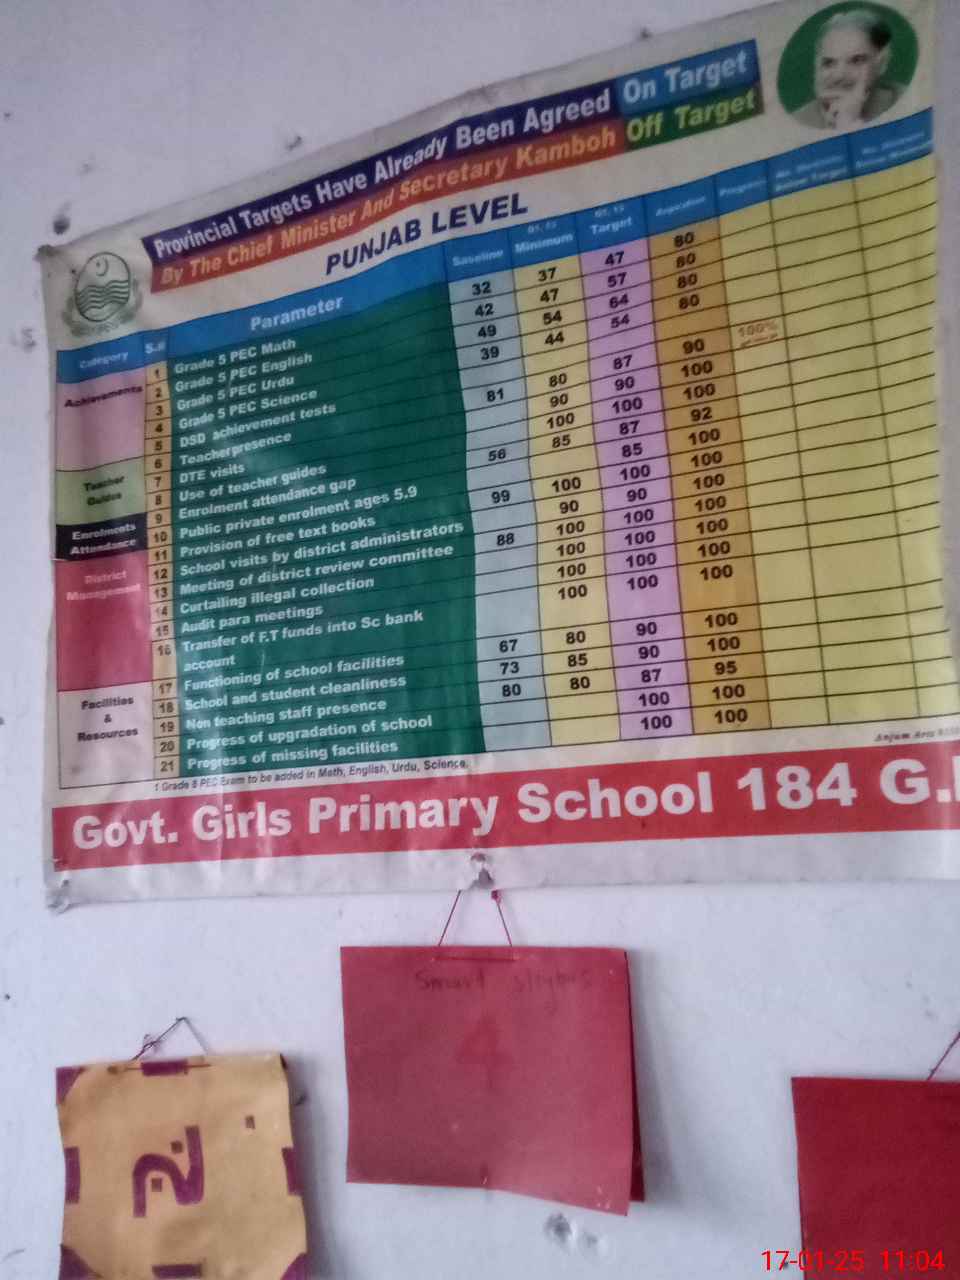 Provincial Targets Have Already Been Agreed On Target
By The Chief Minister And Secretary Kamboh Off Target
PUNJAB LEVEL
Category S.# Parameter Baseline Minimum Target
Achievements
1 Grade 5 PEC Math 32 37 47 80
2 Grade 5 PEC English 42 47 57 80
3 Grade 5 PEC Urdu 49 54 64 80
4 Grade 5 PEC Science 39 44 54 80
5 DSD achievement tests
100%
6 Teacherpresence 81 80 87 90
7 DTE visits 90 90 100
Teacher Guides
8 Use of teacher guides 100 100 100
9 Enrolment attendance gap 56 85 87 92
Enrolments Attendance
10 Public private enrolment ages 5.9 85 100
11 Provision of free text books 99 100 100 100
District Management
12 School visits by district administrators 90 90 100
13 Meeting of district review committee 88 100 100 100
14 Curtailing illegal collection 100 100 100
15 Audit para meetings 100 100 100
16 Transfer of F.T funds into Sc bank account 100 100 100
Facilities & Resources
17 Functioning of school facilities 67 80 90 100
18 School and student cleanliness 73 85 90 100
19 Non teaching staff presence 80 80 87 95
20 Progress of upgradation of school 100 100
21 Progress of missing facilities 100 100
1 Grade 8 PEC Exam to be added in Math, English, Urdu, Science.
Govt. Girls Primary School 184 G.
Smart
17-01-25 11:04